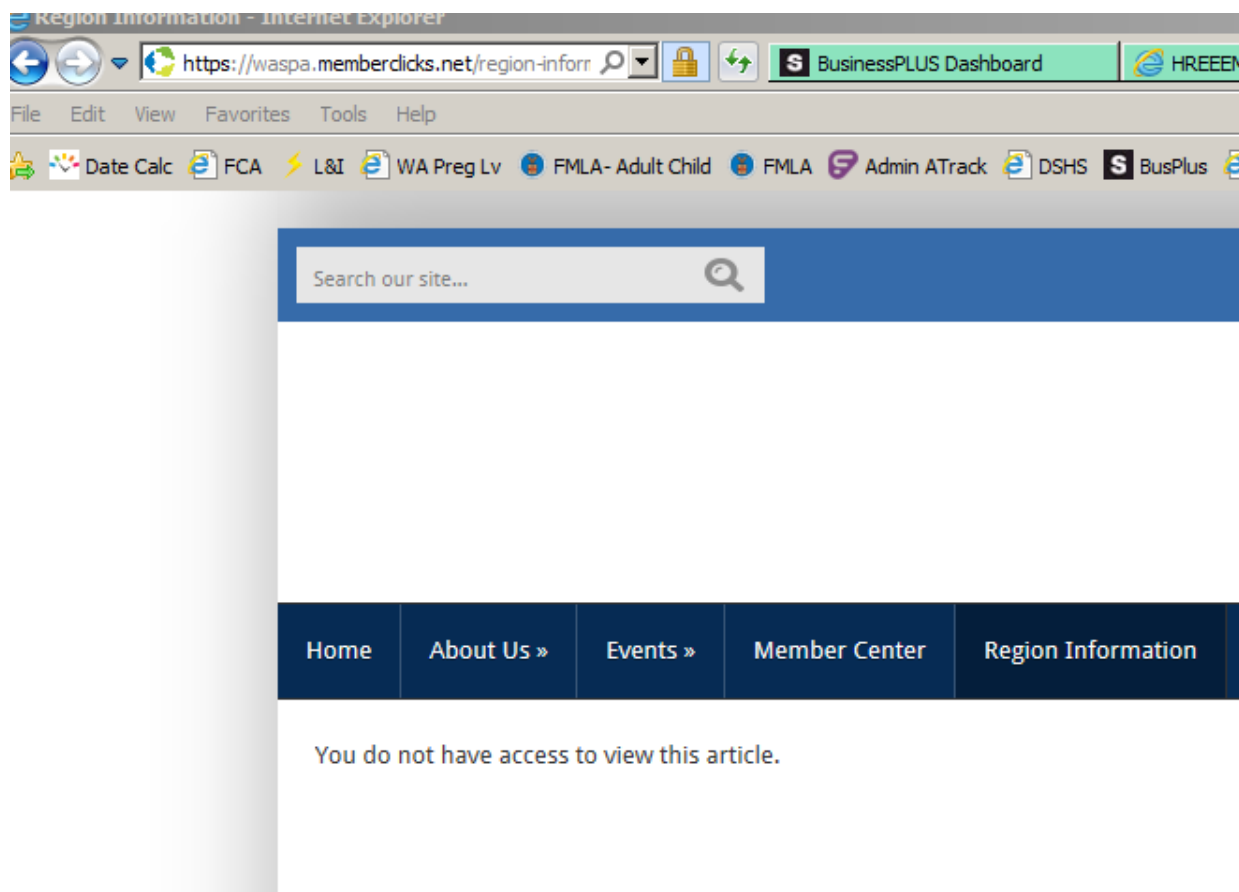 Region Information - Internet Explorer
https://waspa.memberclicks.net/region-inforr
S BusinessPLUS Dashboard
HREEEN
File Edit View Favorites Tools Help
Date Calc FCA L&I WA Preg Lv FMLA- Adult Child FMLA Admin ATrack DSHS S BusPlus
Search our site...
Home About Us » Events » Member Center Region Information
You do not have access to view this article.